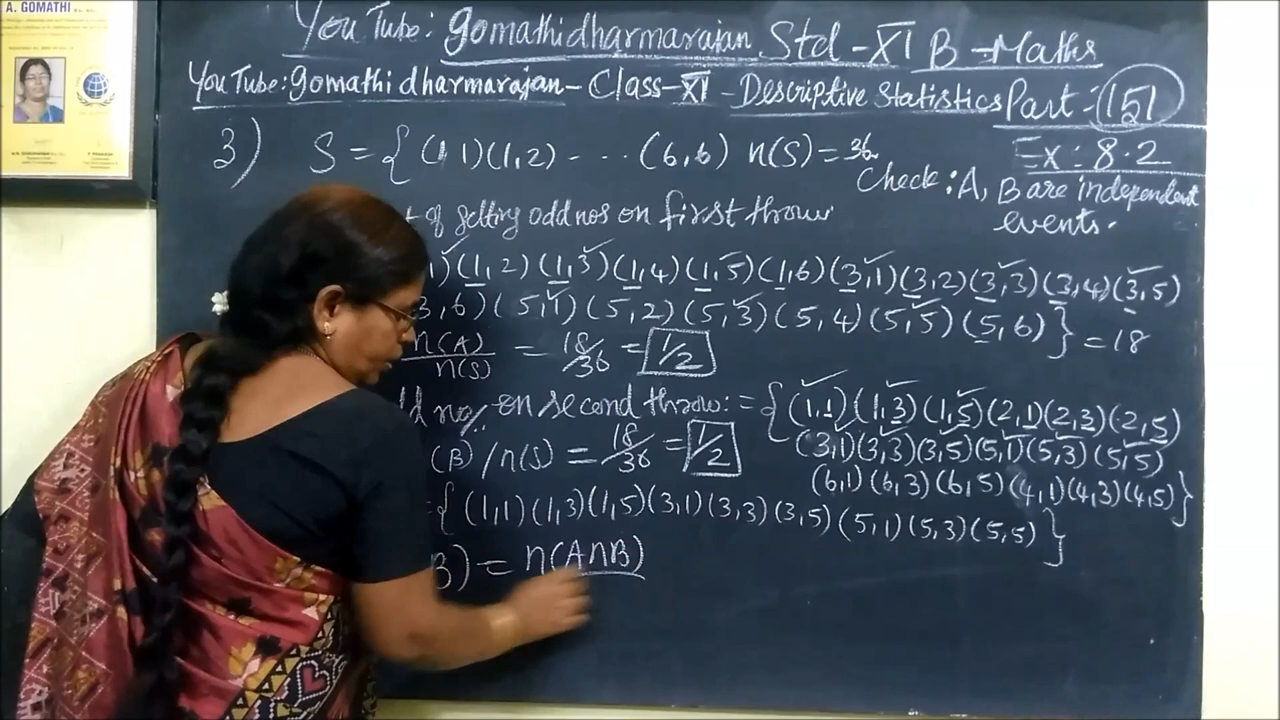 A. GOMATHI
You Tube: gomathidharmarajan Std - XI B - Maths
You Tube: gomathi dharmarajan - Class - XI - Descriptive Statistics Part: 151
3) S = { (1,1)(1,2) - . . . (6,6) n(S) = 36
Ex: 8.2
Check: A, B are independent events.
of getting odd nos on first throw
(1,2) (1,3) (1,4) (1,5) (1,6) (3,1) (3,2) (3,3) (3,4) (3,5)
3,6) (5,1) (5,2) (5,3) (5,4) (5,5) (5,6) } = 18
n(A)/n(S) = 18/36 = 1/2
on second throw: = { (1,1) (1,3) (1,5) (2,1) (2,3) (2,5)
(3,1) (3,3) (3,5) (5,1) (5,3) (5,5)
(B) / n(S) = 18/36 = 1/2
(6,1) (6,3) (6,5) (4,1) (4,3) (4,5) }
= { (1,1) (1,3) (1,5) (3,1) (3,3) (3,5) (5,1) (5,3) (5,5) }
B) = n(A∩B)